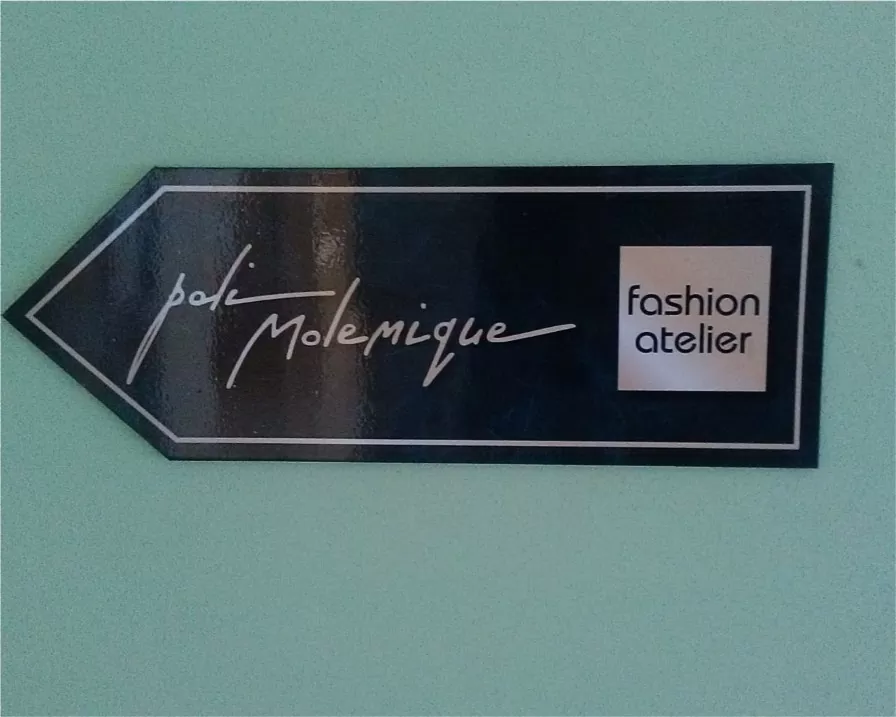 poli
Molemique
fashion
atelier